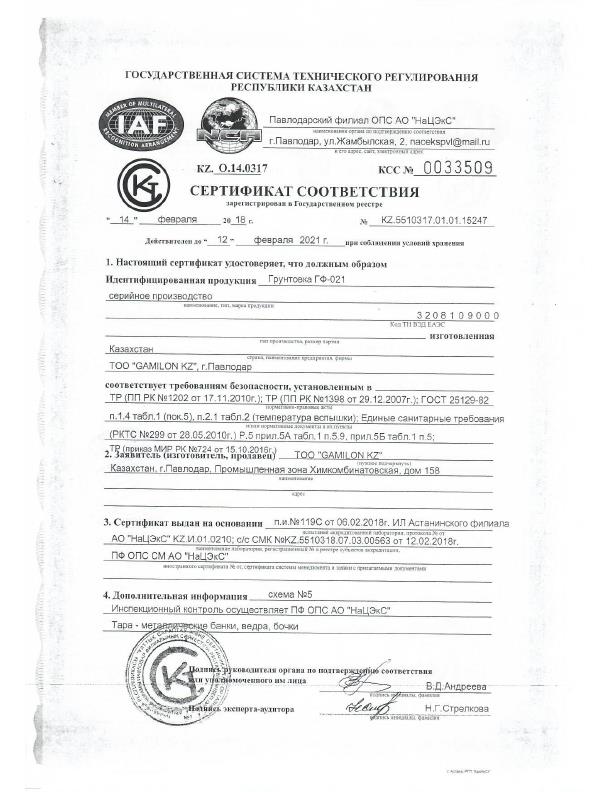 ГОСУДАРСТВЕННАЯ СИСТЕМА ТЕХНИЧЕСКОГО РЕГУЛИРОВАНИЯ
РЕСПУБЛИКИ КАЗАХСТАН
MEMBER OF MULTILATERAL
IAF
RECOGNITION ARRANGEMENT
NCA
Павлодарский филиал ОПС АО "НаЦЭкС"
наименование органа по подтверждению соответствия
г.Павлодар, ул.Жамбылская, 2, nacekspvl@mail.ru
и его адрес, сайт, электронный адрес
KZ. O.14.0317
КСС № 0033509
СЕРТИФИКАТ СООТВЕТСТВИЯ
зарегистрирован в Государственном реестре
" 14 " февраля 20 18 г. № KZ.5510317.01.01.15247
Действителен до " 12 " февраля 2021 г. при соблюдении условий хранения
1. Настоящий сертификат удостоверяет, что должным образом
Идентифицированная продукция Грунтовка ГФ-021
серийное производство
наименование, тип, марка продукции
3208109000
Код ТН ВЭД ЕАЭС
изготовленная
тип производства, размер партии
Казахстан
страна, наименование предприятия, фирмы
ТОО "GAMILON KZ", г.Павлодар
соответствует требованиям безопасности, установленным в
ТР (ПП РК №1202 от 17.11.2010г.); ТР (ПП РК №1398 от 29.12.2007г.); ГОСТ 25129-82
нормативно-правовые акты
п.1.4 табл.1 (пок.5), п.2.1 табл.2 (температура вспышки); Единые санитарные требования
и/или нормативные документы и их пункты
(РКТС №299 от 28.05.2010г.) Р.5 прил.5А табл.1 п.5.9, прил.5Б табл.1 п.5;
ТР (приказ МИР РК №724 от 15.10.2016г.)
2. Заявитель (изготовитель, продавец) ТОО "GAMILON KZ"
(нужное подчеркнуть)
Казахстан, г.Павлодар, Промышленная зона Химкомбинатовская, дом 158
наименование
адрес
3. Сертификат выдан на основании п.и.№119С от 06.02.2018г. ИЛ Астанинского филиала
испытаний аккредитованной лаборатории, протокола № от
АО "НаЦЭкС" KZ.И.01.0210; с/с СМК №KZ.5510318.07.03.00563 от 12.02.2018г.
наименование лаборатории, регистрационный № в реестре субъектов аккредитации,
ПФ ОПС СМ АО "НаЦЭкС"
иностранного сертификата № от, сертификата системы менеджмента и заявки с прилагаемыми документами
4. Дополнительная информация схема №5
Инспекционный контроль осуществляет ПФ ОПС АО "НаЦЭкС"
Тара - металлические банки, ведра, бочки
Подпись руководителя органа по подтверждению соответствия
или уполномоченного им лица
В.Д.Андреева
подпись инициалы, фамилия
Подпись эксперта-аудитора
Н.Г.Стрелкова
подпись инициалы, фамилия